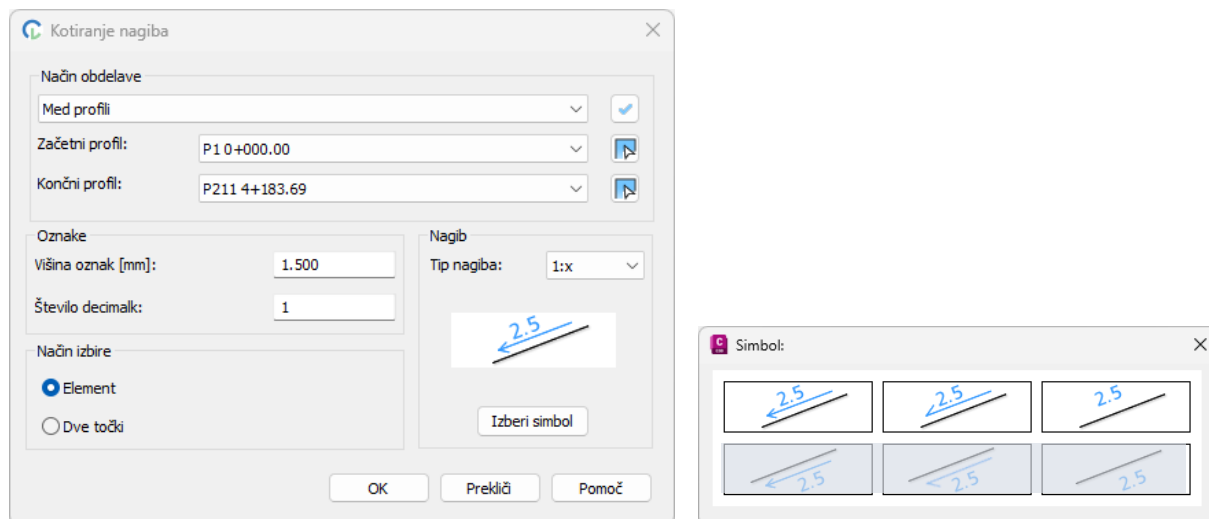 Kotiranje nagiba
Način obdelave
Med profili
Začetni profil:
P1 0+000.00
Končni profil:
P211 4+183.69
Oznake
Višina oznak [mm]:
1.500
Število decimalk:
1
Način izbire
Element
Dve točki
Nagib
Tip nagiba:
1:x
2.5
Izberi simbol
OK
Prekliči
Pomoč
Simbol:
2.5
2.5
2.5
2.5
2.5
2.5